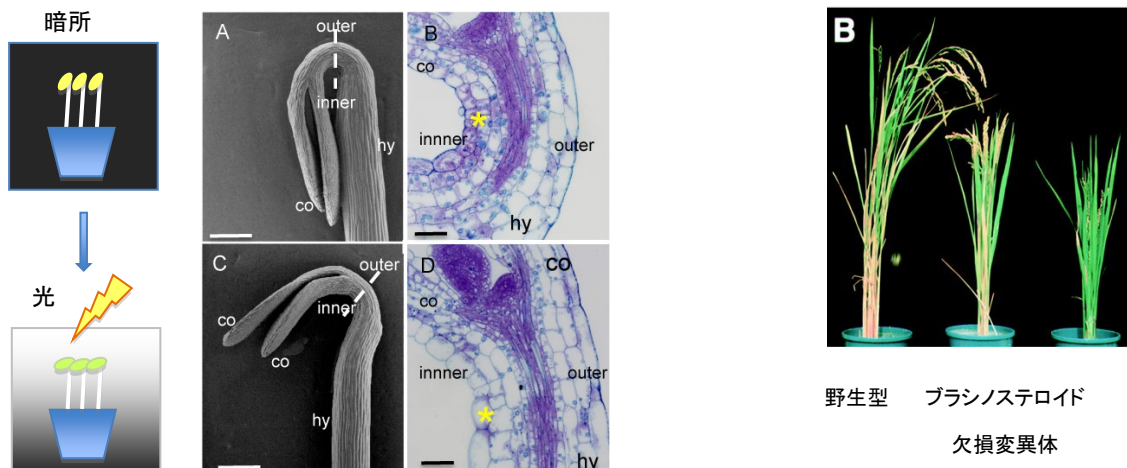 暗所
光
A
outer
inner
hy
co
B
co
innner
outer
hy
C
outer
inner
co
co
hy
D
co
co
innner
outer
hy
B
野生型 ブラシノステロイド
欠損変異体